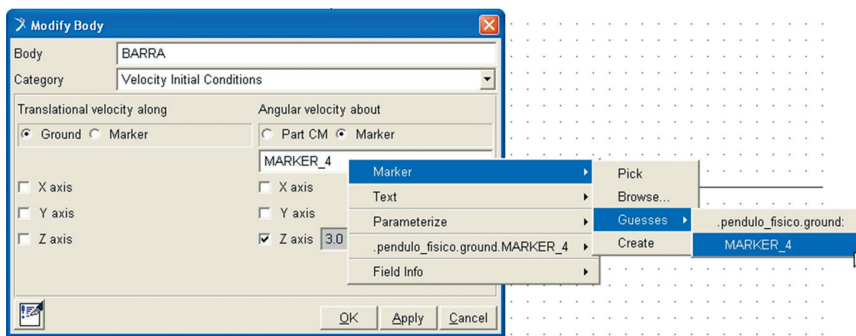 Modify Body
Body BARRA
Category Velocity Initial Conditions
Translational velocity along Angular velocity about
Ground Marker Part CM Marker
MARKER_4
X axis X axis
Y axis Y axis
Z axis Z axis 3.0
Marker
Text
Parameterize
.pendulo_fisico.ground.MARKER_4
Field Info
Pick
Browse...
Guesses
Create
.pendulo_fisico.ground:
MARKER_4
OK Apply Cancel